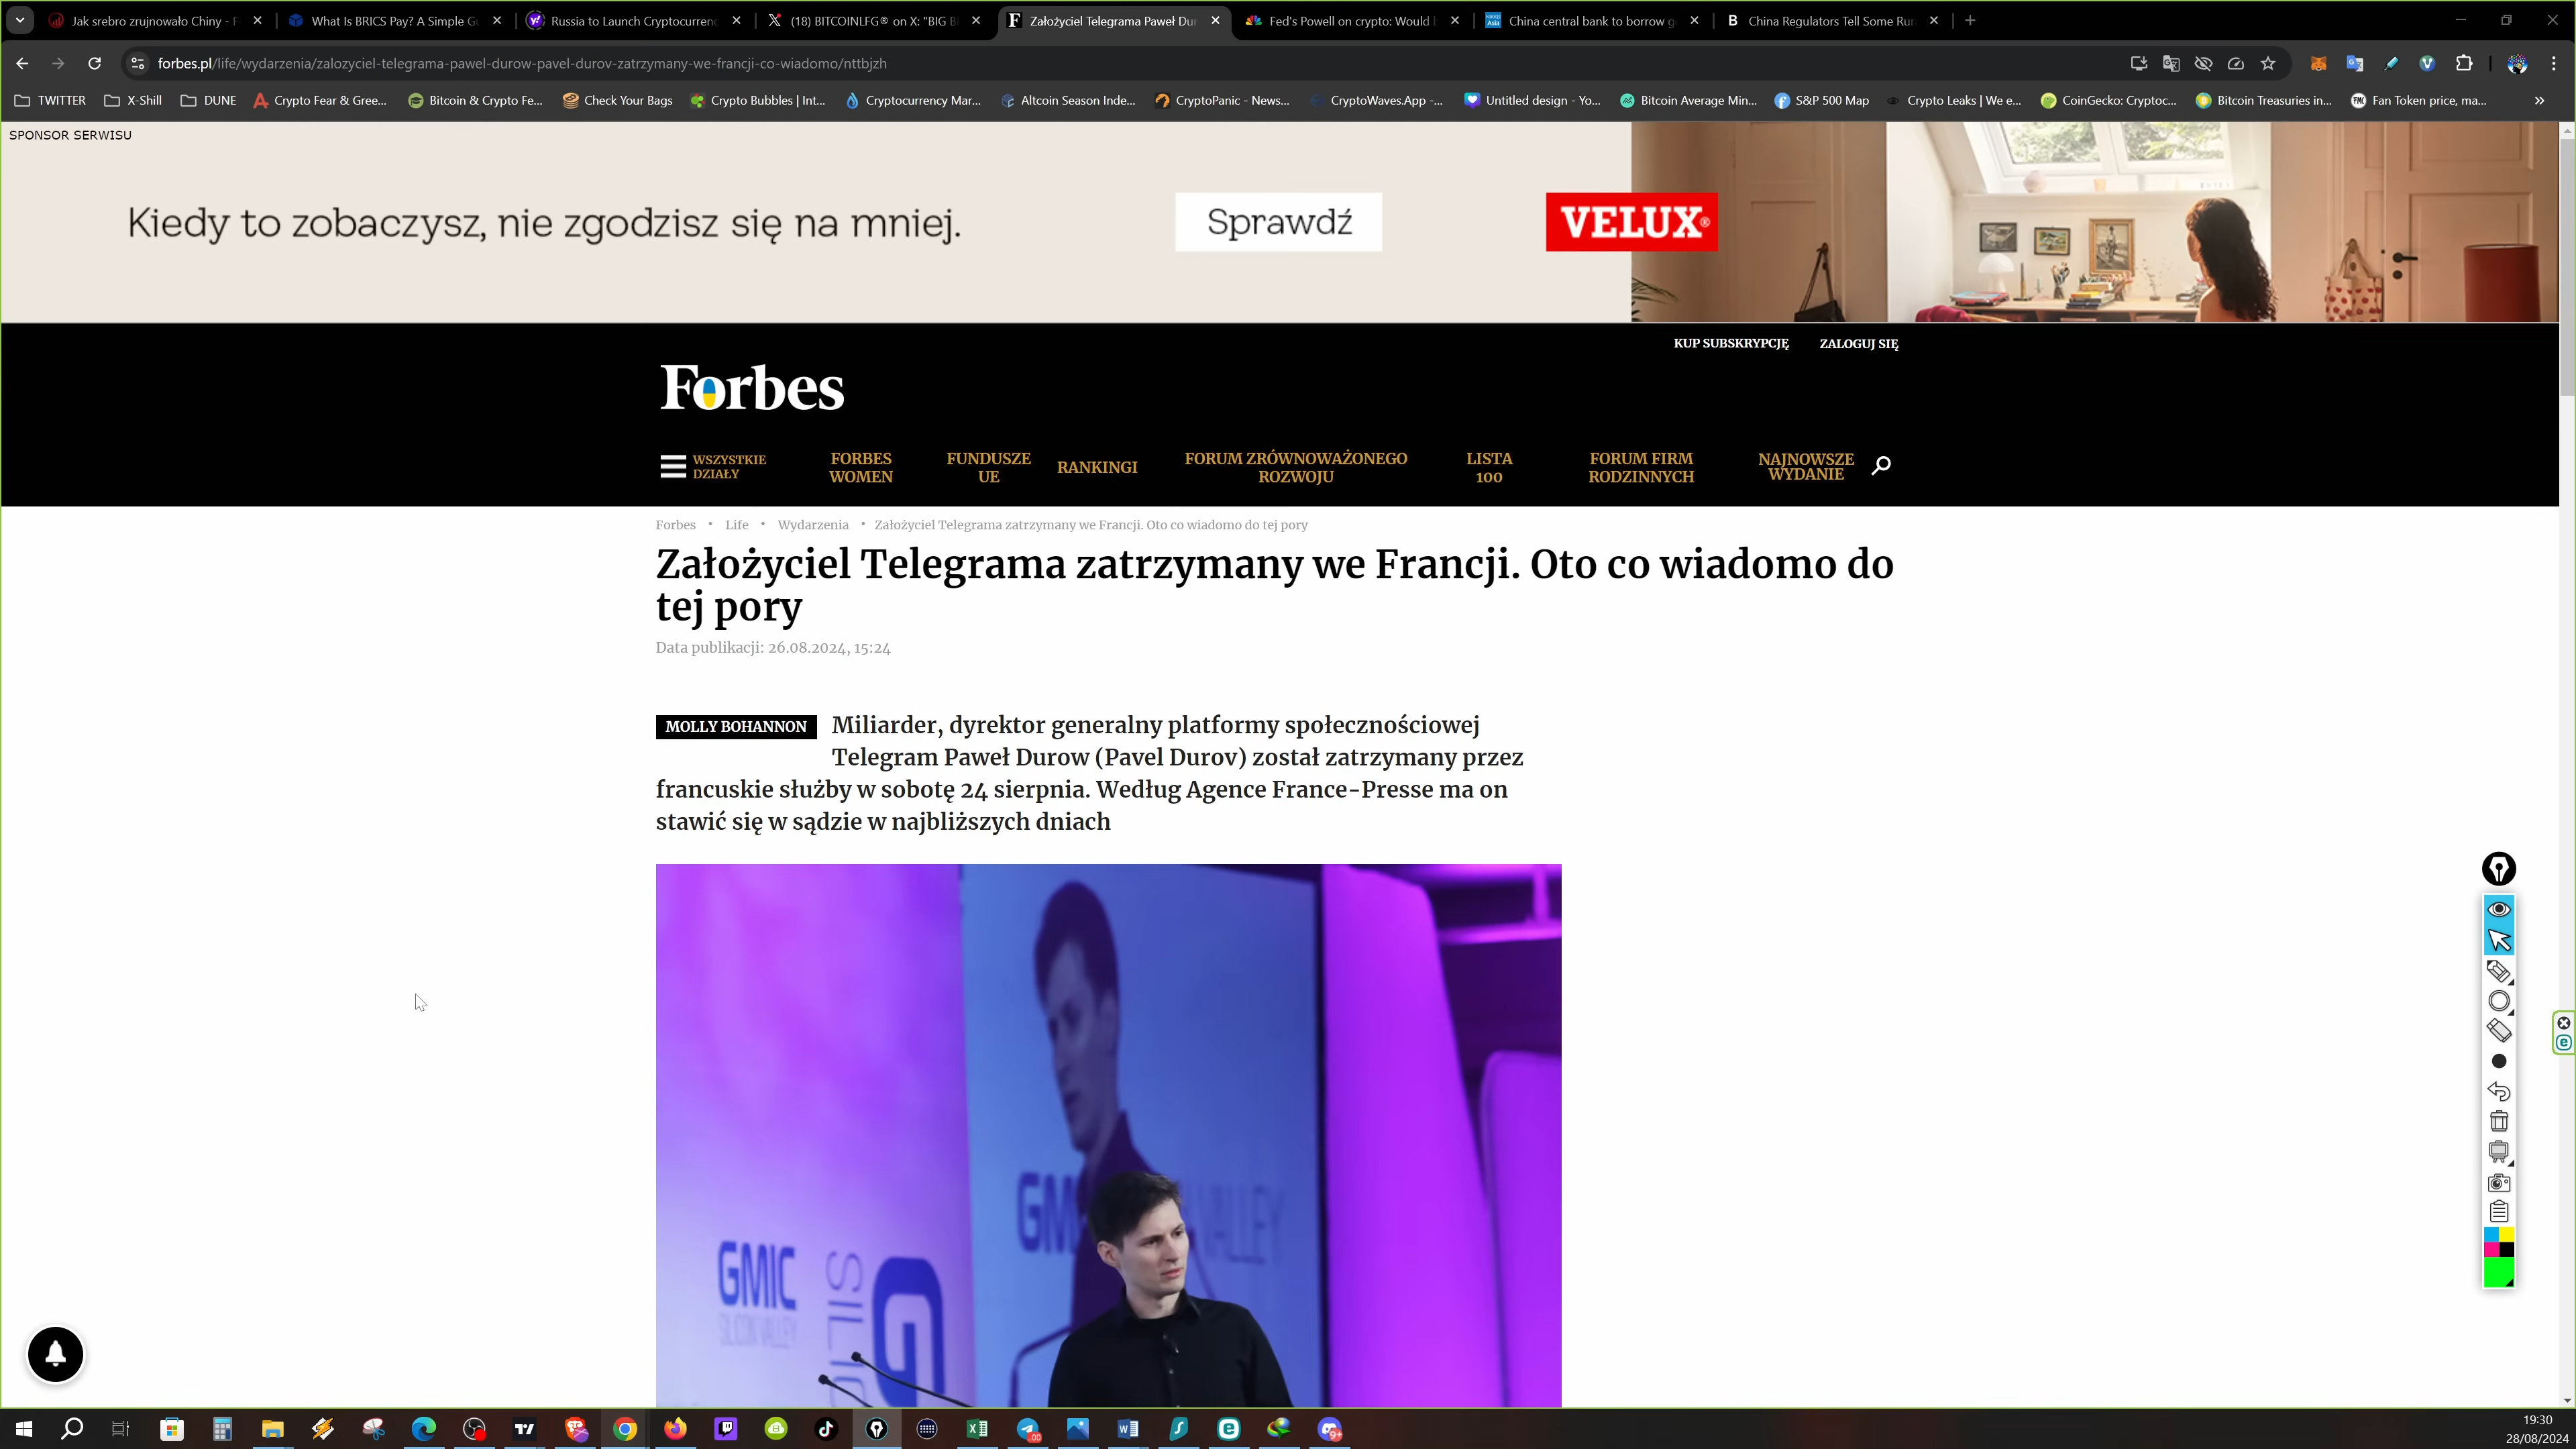 Jak srebro zrujnowało Chiny - F
What Is BRICS Pay? A Simple G
Russia to Launch Cryptocurrenc
(18) BITCOINLFG® on X: "BIG B
Założyciel Telegrama Paweł Dur
Fed's Powell on crypto: Would b
China central bank to borrow g
China Regulators Tell Some Rur
forbes.pl/life/wydarzenia/zalozyciel-telegrama-pawel-durow-pavel-durov-zatrzymany-we-francji-co-wiadomo/nttbjzh
TWITTER
X-Shill
DUNE
Crypto Fear & Gree...
Bitcoin & Crypto Fe...
Check Your Bags
Crypto Bubbles | Int...
Cryptocurrency Mar...
Altcoin Season Inde...
CryptoPanic - News...
CryptoWaves.App -...
Untitled design - Yo...
Bitcoin Average Min...
S&P 500 Map
Crypto Leaks | We e...
CoinGecko: Cryptoc...
Bitcoin Treasuries in...
Fan Token price, ma...
SPONSOR SERWISU
Kiedy to zobaczysz, nie zgodzisz się na mniej.
Sprawdź
VELUX®
KUP SUBSKRYPCJĘ
ZALOGUJ SIĘ
Forbes
WSZYSTKIE
DZIAŁY
FORBES
WOMEN
FUNDUSZE
UE
RANKINGI
FORUM ZRÓWNOWAŻONEGO
ROZWOJU
LISTA
100
FORUM FIRM
RODZINNYCH
NAJNOWSZE
WYDANIE
Forbes • Life • Wydarzenia • Założyciel Telegrama zatrzymany we Francji. Oto co wiadomo do tej pory
Założyciel Telegrama zatrzymany we Francji. Oto co wiadomo do
tej pory
Data publikacji: 26.08.2024, 15:24
MOLLY BOHANNON Miliarder, dyrektor generalny platformy społecznościowej
Telegram Paweł Durow (Pavel Durov) został zatrzymany przez
francuskie służby w sobotę 24 sierpnia. Według Agence France-Presse ma on
stawić się w sądzie w najbliższych dniach
GM
VALLEY
GMIC
SILICON VALLEY
SILIC
G
19:30
28/08/2024